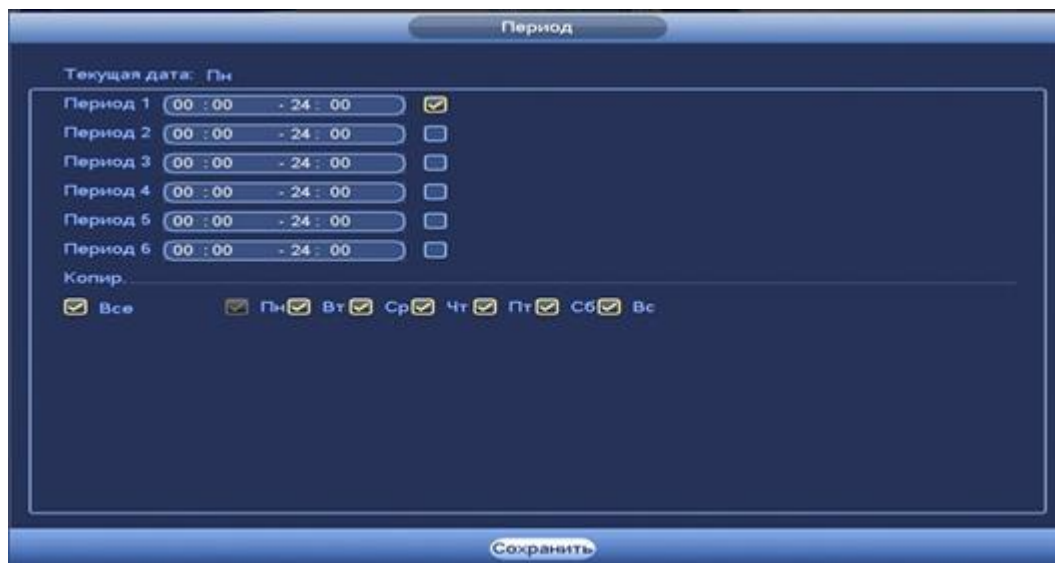 Период
Текущая дата: Пн
Период 1 00 : 00 - 24 : 00
Период 2 00 : 00 - 24 : 00
Период 3 00 : 00 - 24 : 00
Период 4 00 : 00 - 24 : 00
Период 5 00 : 00 - 24 : 00
Период 6 00 : 00 - 24 : 00
Копир.
Все Пн Вт Ср Чт Пт Сб Вс
Сохранить